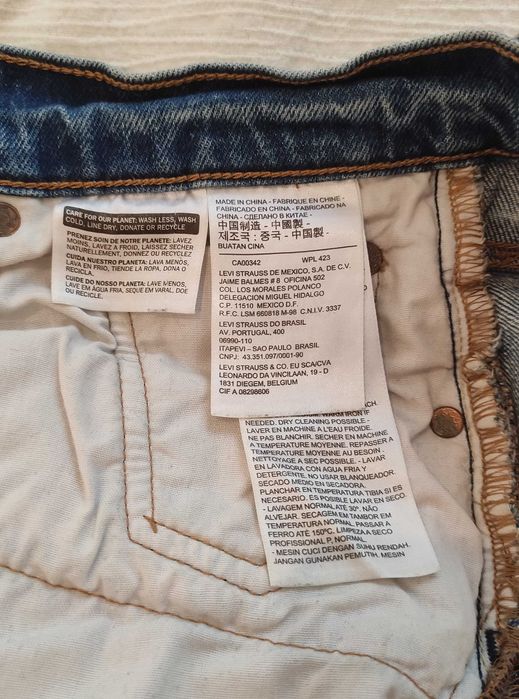 CARE FOR OUR PLANET: WASH LESS, WASH
COLD, LINE DRY, DONATE OR RECYCLE
PRENEZ SOIN DE NOTRE PLANETE: LAVEZ
MOINS, LAVEZ A FROID, LAISSEZ SÉCHER
NATURELLEMENT, DONNEZ OU RECYCLEZ
CUIDA NUESTRO PLANETA: LAVA MENOS,
LAVA EN FRIO, TIENDE LA ROPA, DONA O
RECICLA.
CUIDE DO NOSSO PLANETA: LAVE MENOS,
LAVE EM AGUA FRIA, SEQUE EM VARAL, DOE
OU RECICLE.
MADE IN CHINA - FABRIQUE EN CHINE -
FABRICADO EN CHINA - FABRICADO NA
CHINA - СДЕЛАНО В КИТАЕ -
中国制造 - 中國製 -
제조국 : 중국 - 中国製 -
BUATAN CINA
CA00342 WPL 423
LEVI STRAUSS DE MEXICO, S.A. DE C.V.
JAIME BALMES # 8 OFICINA 502
COL. LOS MORALES POLANCO
DELEGACION MIGUEL HIDALGO
C.P. 11510 MEXICO D.F.
R.F.C. LSM 660818 M-98 C.N.I.V. 3337
LEVI STRAUSS DO BRASIL
AV. PORTUGAL, 400
06990-110
ITAPEVI – SAO PAULO BRASIL
CNPJ: 43.351.097/0001-90
LEVI STRAUSS & CO. EU SCA/CVA
LEONARDO DA VINCILAAN, 19 - D
1831 DIEGEM, BELGIUM
CIF A 08298606
WARM IRON IF
NEEDED. DRY CLEANING POSSIBLE -
LAVER EN MACHINE A L'EAU FROIDE.
NE PAS BLANCHIR. SECHER EN MACHINE
A TEMPERATURE MOYENNE. REPASSER A
TEMPERATURE MOYENNE AU BESOIN.
NETTOYAGE A SEC POSSIBLE. - LAVAR
EN LAVADORA CON AGUA FRIA Y
DETERGENTE, NO USAR BLANQUEADOR.
SECADO MEDIO EN SECADORA.
PLANCHAR EN TEMPERATURA TIBIA SI ES
NECESARIO. ES POSIBLE LAVAR EN SECO.
- LAVAGEM NORMAL ATÉ 30°. NÃO
ALVEJAR. SECAGEM EM TAMBOR EM
TEMPERATURA NORMAL. PASSAR A
FERRO ATÉ 150°C. LIMPEZA A SECO
PROFISSIONAL P, NORMAL.
- MESIN CUCI DENGAN SUHU RENDAH.
JANGAN GUNAKAN PEMUTIH. MESIN